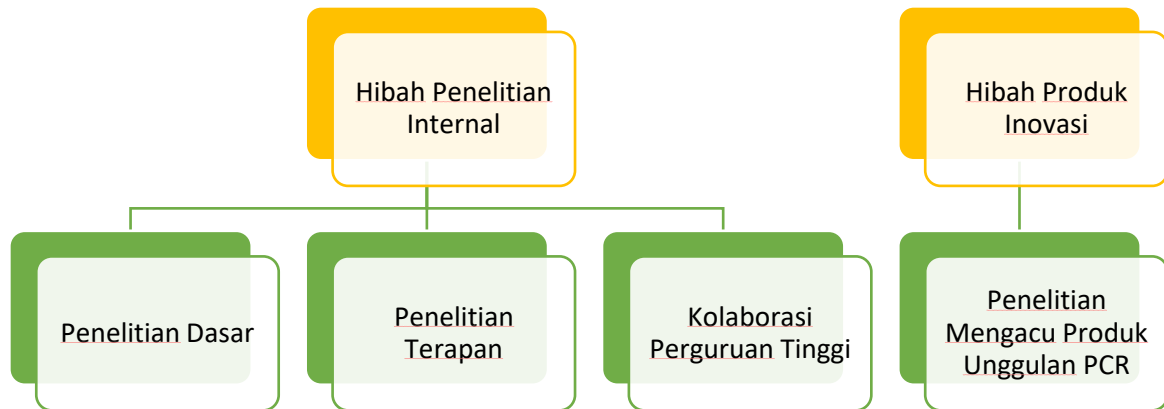 Hibah Penelitian
Internal
Hibah Produk
Inovasi
Penelitian Dasar
Penelitian
Terapan
Kolaborasi
Perguruan Tinggi
Penelitian
Mengacu Produk
Unggulan PCR